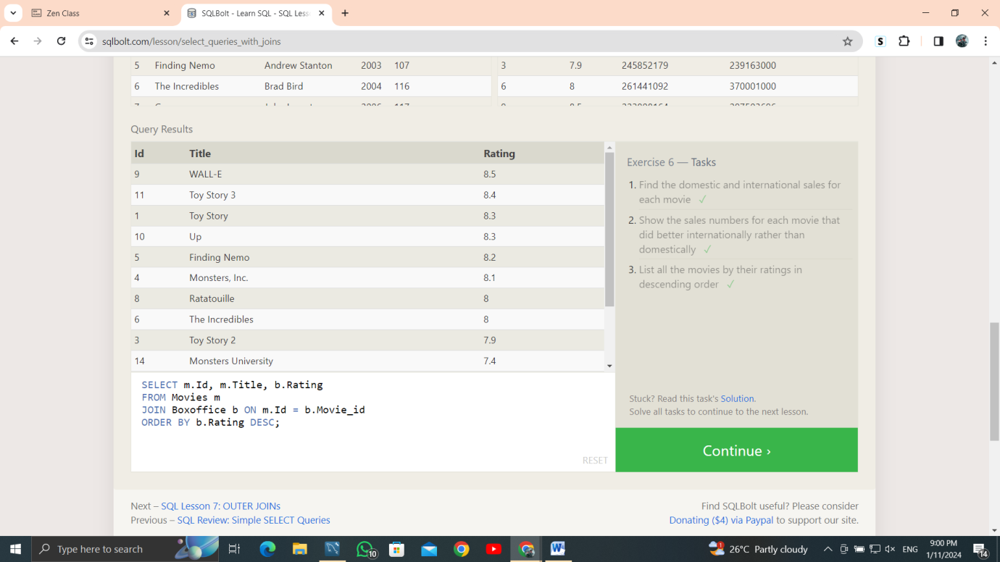 Zen Class
SQLBolt - Learn SQL - SQL Less
sqlbolt.com/lesson/select_queries_with_joins
S
5 Finding Nemo Andrew Stanton 2003 107 3 7.9 245852179 239163000
6 The Incredibles Brad Bird 2004 116 6 8 261441092 370001000
Query Results
Id Title Rating
9 WALL-E 8.5
11 Toy Story 3 8.4
1 Toy Story 8.3
10 Up 8.3
5 Finding Nemo 8.2
4 Monsters, Inc. 8.1
8 Ratatouille 8
6 The Incredibles 8
3 Toy Story 2 7.9
14 Monsters University 7.4
Exercise 6 — Tasks
1. Find the domestic and international sales for
each movie ✓
2. Show the sales numbers for each movie that
did better internationally rather than
domestically ✓
3. List all the movies by their ratings in
descending order ✓
SELECT m.Id, m.Title, b.Rating
FROM Movies m
JOIN Boxoffice b ON m.Id = b.Movie_id
ORDER BY b.Rating DESC;
RESET
Stuck? Read this task's Solution.
Solve all tasks to continue to the next lesson.
Continue ›
Next – SQL Lesson 7: OUTER JOINs
Previous – SQL Review: Simple SELECT Queries
Find SQLBolt useful? Please consider
Donating ($4) via Paypal to support our site.
Type here to search
10
26°C Partly cloudy
ENG
9:00 PM
1/11/2024
14